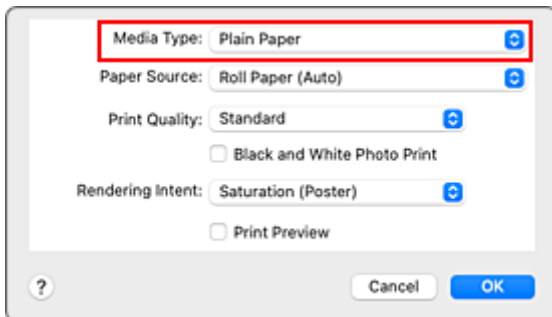 Media Type: Plain Paper
Paper Source: Roll Paper (Auto)
Print Quality: Standard
Black and White Photo Print
Rendering Intent: Saturation (Poster)
Print Preview
? Cancel OK